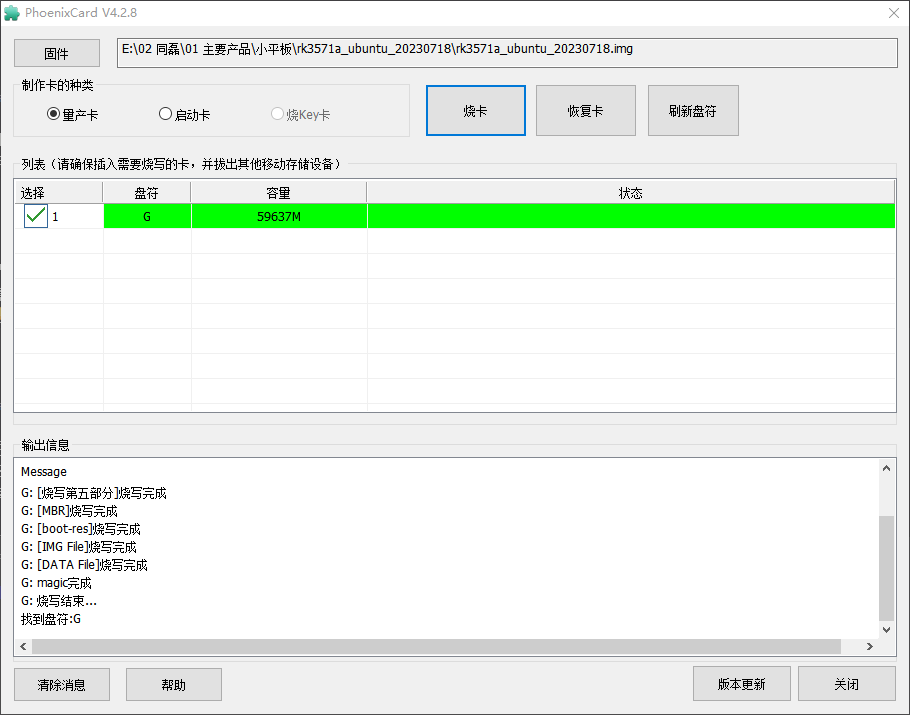 PhoenixCard V4.2.8
固件
E:\02 同磊\01 主要产品\小平板\rk3571a_ubuntu_20230718\rk3571a_ubuntu_20230718.img
制作卡的种类
量产卡 启动卡 烧Key卡
烧卡 恢复卡 刷新盘符
列表（请确保插入需要烧写的卡，并拔出其他移动存储设备）
选择 盘符 容量 状态
1 G 59637M
输出信息
Message
G: [烧写第五部分]烧写完成
G: [MBR]烧写完成
G: [boot-res]烧写完成
G: [IMG File]烧写完成
G: [DATA File]烧写完成
G: magic完成
G: 烧写结束...
找到盘符:G
清除消息 帮助 版本更新 关闭